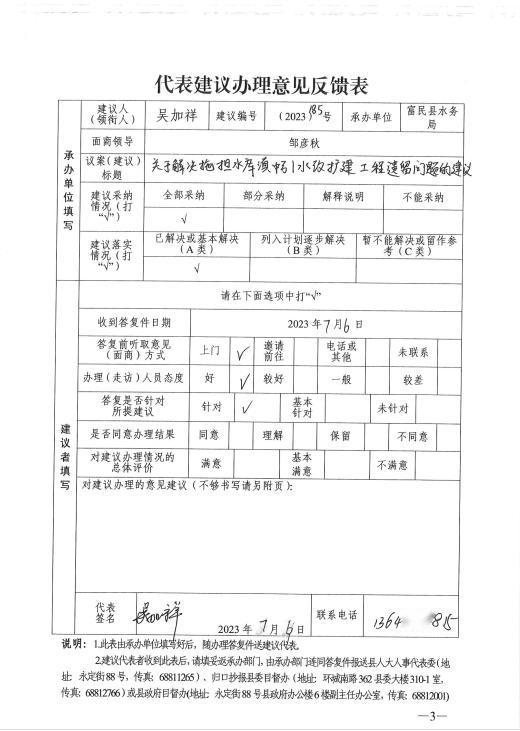 代表建议办理意见反馈表
建议人（领衔人） 吴加祥 建议编号 （2023）185号 承办单位 富民县水务局
承办单位填写
面商领导 邹彦秋
议案（建议）标题 关于解决拖担水库 扩建工程遗留问题的建议
建议采纳情况（打“√”） 全部采纳 部分采纳 解释说明 不能采纳
√
建议落实情况（打“√”） 已解决或基本解决（A类） 列入计划逐步解决（B类） 暂不能解决或留作参考（C类）
√
建议者填写
请在下面选项中打“√”
收到答复件日期 2023年7月6日
答复前听取意见（面商）方式 上门 √ 邀请前往 电话或其他 未联系
办理（走访）人员态度 好 √ 较好 一般 较差
答复是否针对所提建议 针对 √ 基本针对 未针对
是否同意办理结果 同意 理解 保留 不同意
对建议办理情况的总体评价 满意 基本满意 不满意
对建议办理的意见建议（不够书写请另附页）：
代表签名 吴加祥 2023年7月6日 联系电话 1364 815
说明：1.此表由承办单位填写好后，随办理答复件送建议代表。
2.建议代表者收到此表后，请填妥返承办部门，由承办部门连同答复件报送县人大人事代表委（地
址：永定街88号，传真：68811265）、归口抄报县委目督办（地址：环城南路362县委大楼310-1室，
传真：68812766）或县政府目督办(地址：永定街88号县政府办公楼6楼副主任办公室，传真：68812001)
—3—